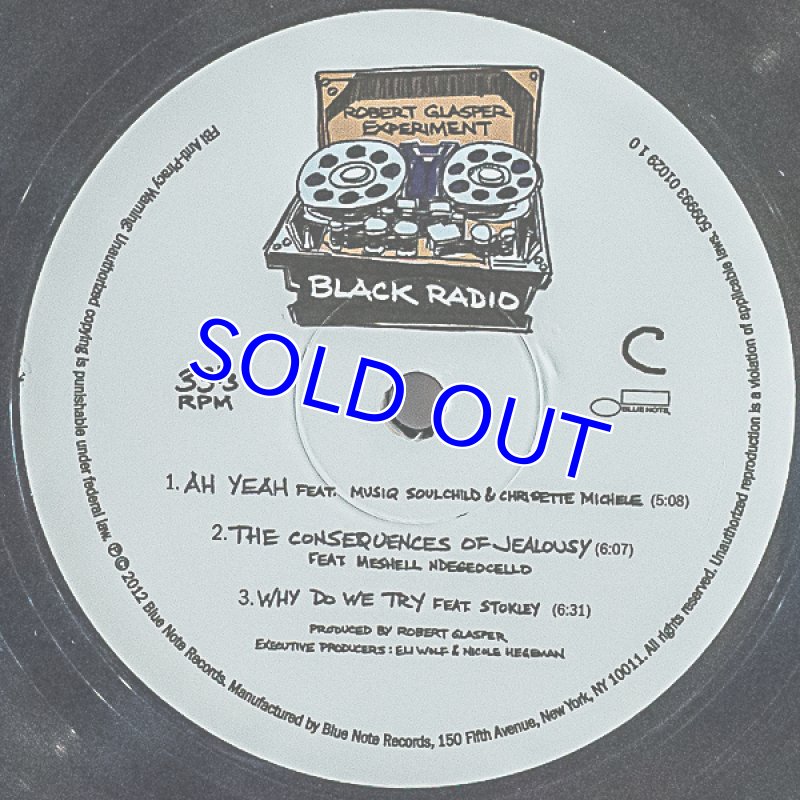 ROBERT GLASPER
EXPERIMENT
BLACK RADIO
C
33⅓
RPM
BLUE NOTE
SOLD OUT
1. AH YEAH FEAT. MUSIQ SOULCHILD & CHRISETTE MICHELE (5:08)
2. THE CONSEQUENCES OF JEALOUSY (6:07)
FEAT MESHELL NDEGEOCELLO
3. WHY DO WE TRY FEAT. STOKLEY (6:31)
PRODUCED BY ROBERT GLASPER
EXECUTIVE PRODUCERS: ELI WOLF & NICOLE HEGEMAN
FBI Anti-Piracy Warning: Unauthorized copying is punishable under federal law. ℗ © 2012 Blue Note Records. Manufactured by Blue Note Records, 150 Fifth Avenue, New York, NY 10011. All rights reserved. Unauthorized reproduction is a violation of applicable laws. 509993 01029 1 0